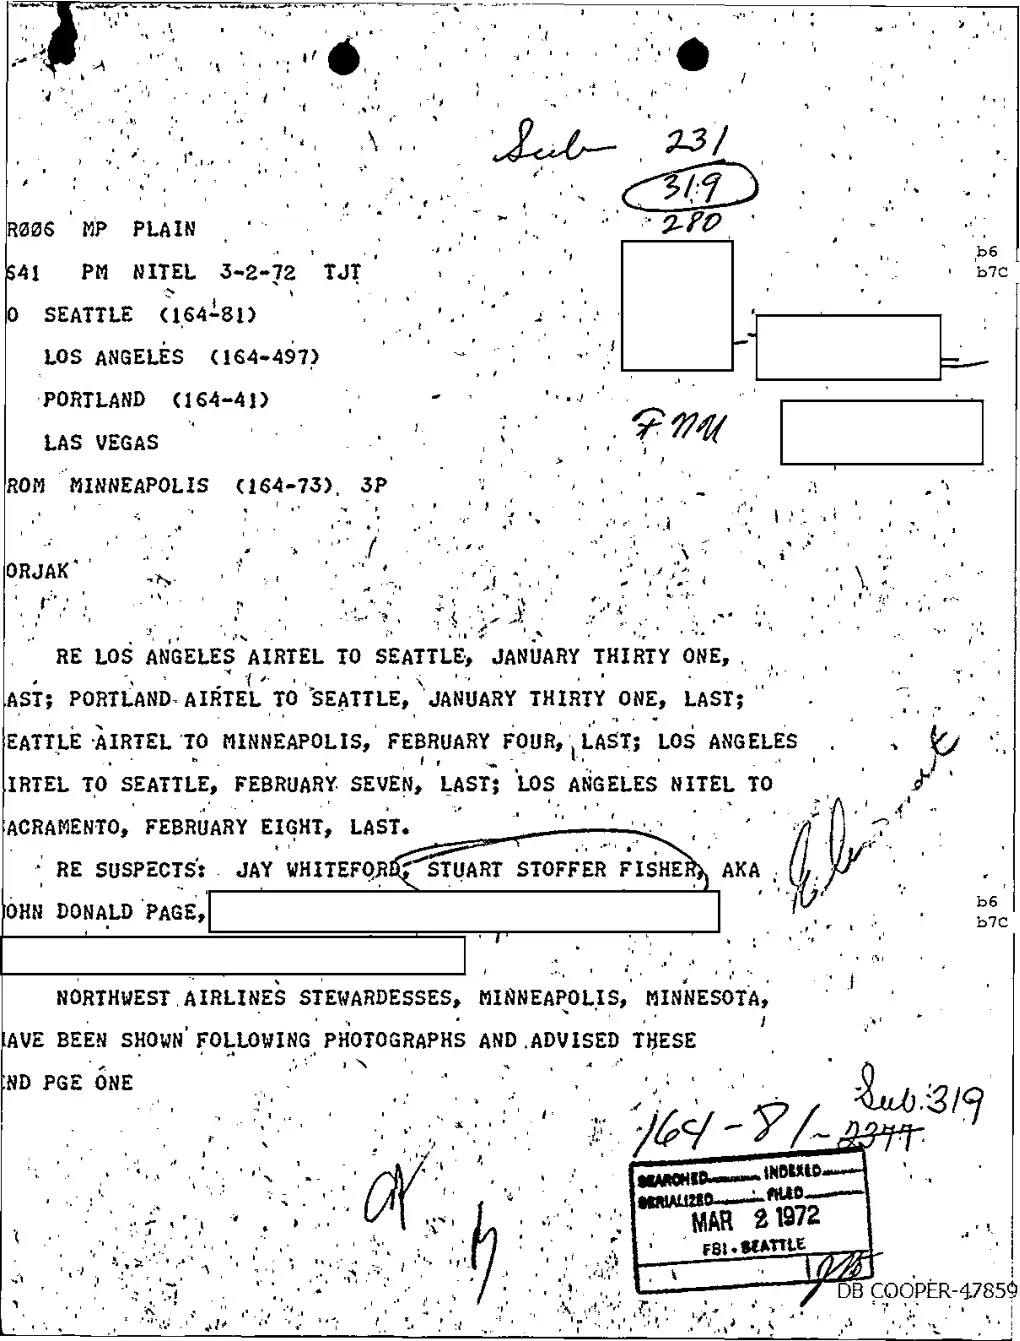 Sub 231
319
280
R006 MP PLAIN
b6
b7C
541 PM NITEL 3-2-72 TJT
O SEATTLE (164-81)
LOS ANGELES (164-497)
PORTLAND (164-41)
FNU
LAS VEGAS
ROM MINNEAPOLIS (164-73) 3P
ORJAK
RE LOS ANGELES AIRTEL TO SEATTLE, JANUARY THIRTY ONE,
AST; PORTLAND AIRTEL TO SEATTLE, JANUARY THIRTY ONE, LAST;
EATTLE AIRTEL TO MINNEAPOLIS, FEBRUARY FOUR, LAST; LOS ANGELES
IRTEL TO SEATTLE, FEBRUARY SEVEN, LAST; LOS ANGELES NITEL TO
ACRAMENTO, FEBRUARY EIGHT, LAST.
RE SUSPECTS: JAY WHITEFORD, STUART STOFFER FISHER, AKA
OHN DONALD PAGE,
b6
b7C
NORTHWEST AIRLINES STEWARDESSES, MINNEAPOLIS, MINNESOTA,
AVE BEEN SHOWN FOLLOWING PHOTOGRAPHS AND ADVISED THESE
ND PGE ONE
Sub 319
164-81-2377
SEARCHED INDEXED
SERIALIZED FILED
MAR 2 1972
FBI - SEATTLE
DB COOPER-47859